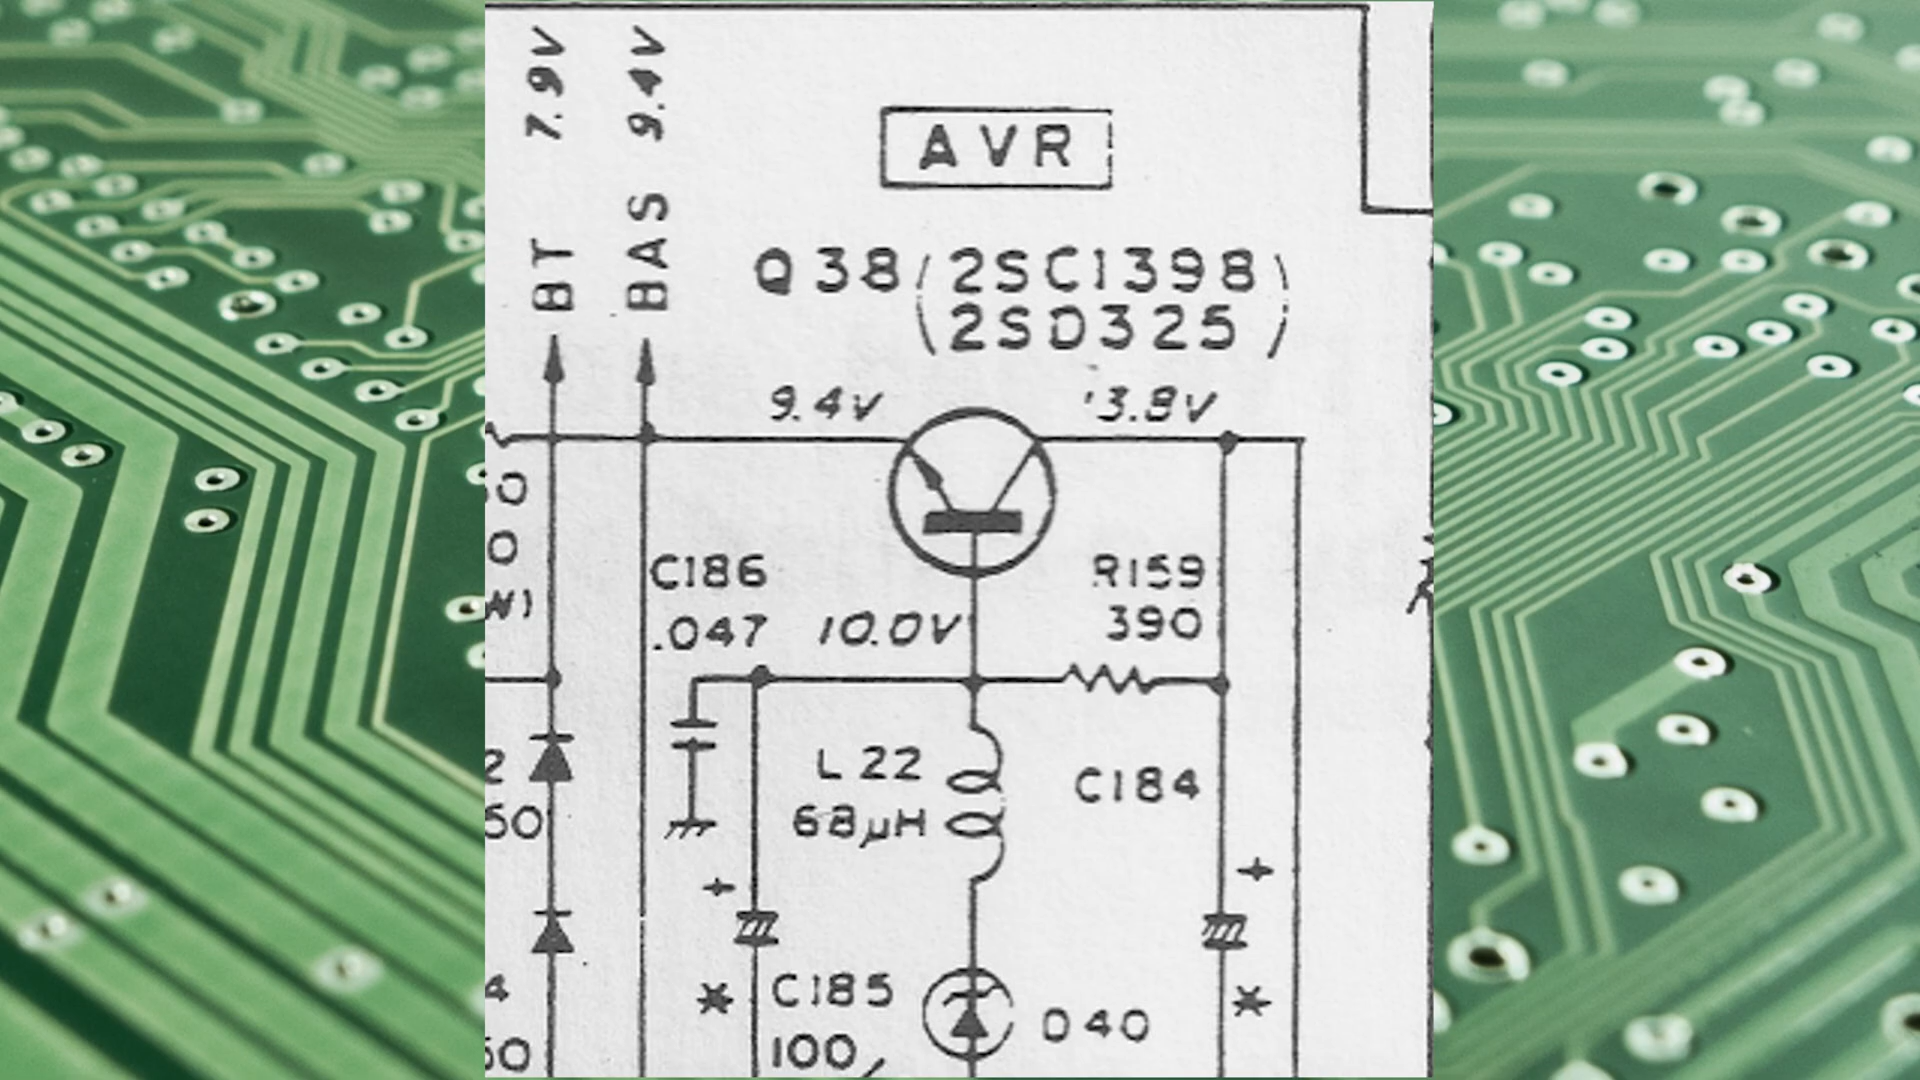 BT 7.9V
BAS 9.4V
AVR
Q38 (2SC1398)
(2SD325)
9.4V
13.8V
C186
.047
10.0V
R159
390
L22
68μH
C184
+
+
* C185
100
D40
*